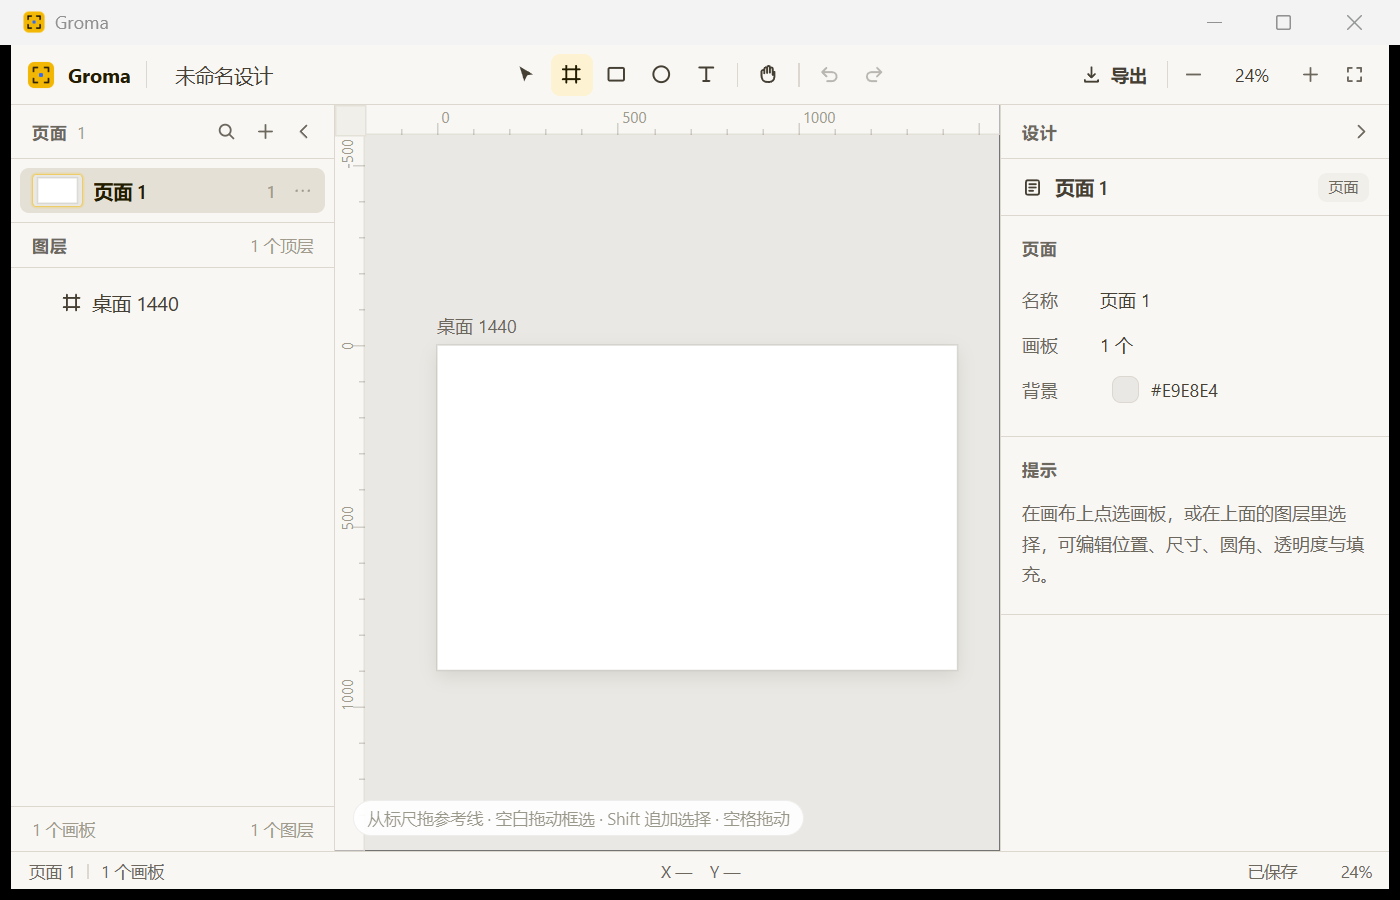 Groma
Groma
未命名设计
导出
24%
页面 1
页面 1
1
图层
1 个顶层
桌面 1440
1 个画板
1 个图层
0
500
1000
-500
0
500
1000
桌面 1440
从标尺拖参考线 · 空白拖动框选 · Shift 追加选择 · 空格拖动
设计
页面 1
页面
页面
名称
页面 1
画板
1 个
背景
#E9E8E4
提示
在画布上点选画板，或在上面的图层里选
择，可编辑位置、尺寸、圆角、透明度与填
充。
页面 1
1 个画板
X —
Y —
已保存
24%